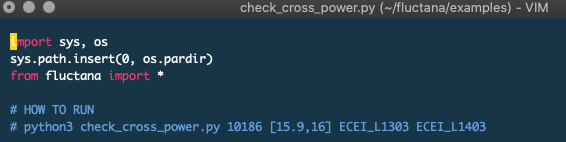 check_cross_power.py (~/fluctana/examples) - VIM
import sys, os
sys.path.insert(0, os.pardir)
from fluctana import *
# HOW TO RUN
# python3 check_cross_power.py 10186 [15.9,16] ECEI_L1303 ECEI_L1403